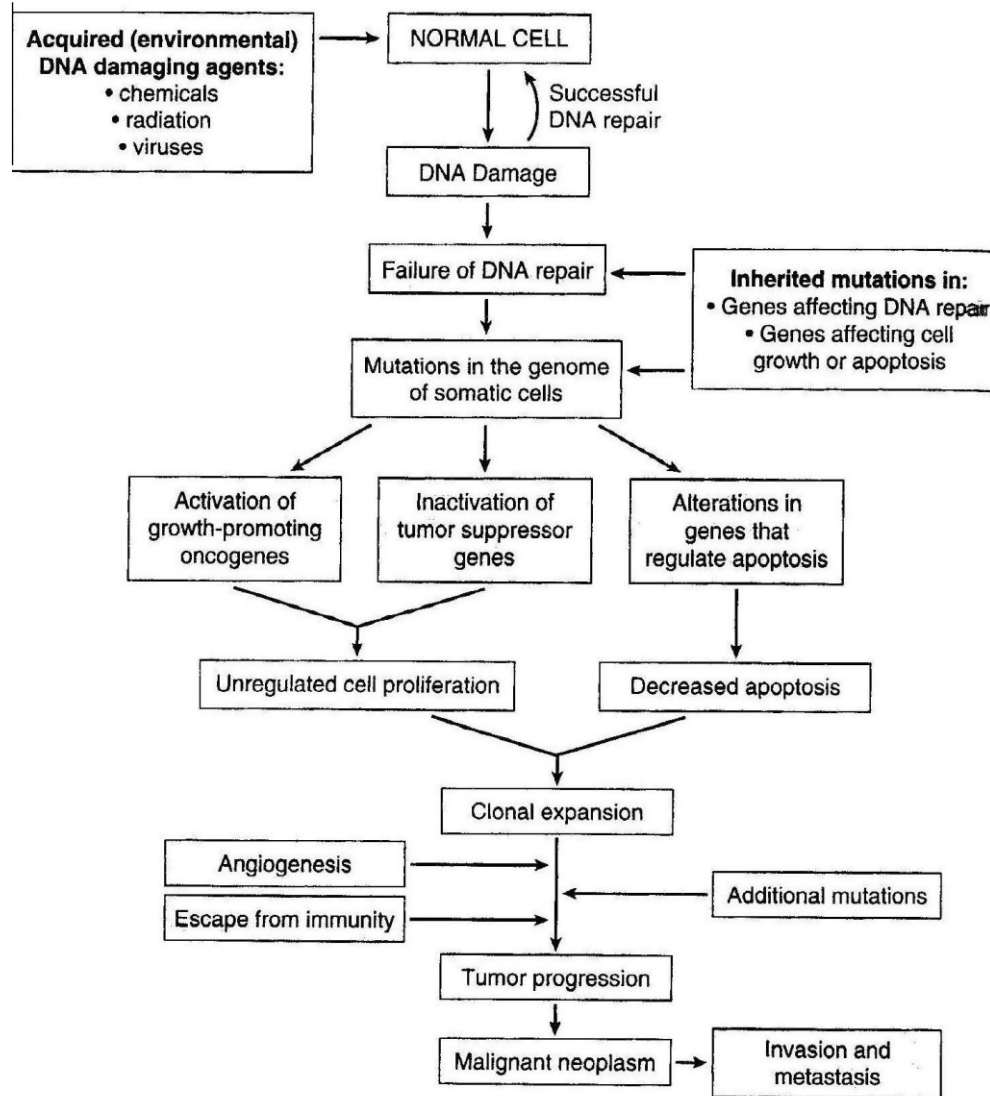 Acquired (environmental)
DNA damaging agents:
• chemicals
• radiation
• viruses
NORMAL CELL
Successful
DNA repair
DNA Damage
Failure of DNA repair
Inherited mutations in:
• Genes affecting DNA repair
• Genes affecting cell
growth or apoptosis
Mutations in the genome
of somatic cells
Activation of
growth-promoting
oncogenes
Inactivation of
tumor suppressor
genes
Alterations in
genes that
regulate apoptosis
Unregulated cell proliferation
Decreased apoptosis
Clonal expansion
Angiogenesis
Additional mutations
Escape from immunity
Tumor progression
Malignant neoplasm
Invasion and
metastasis